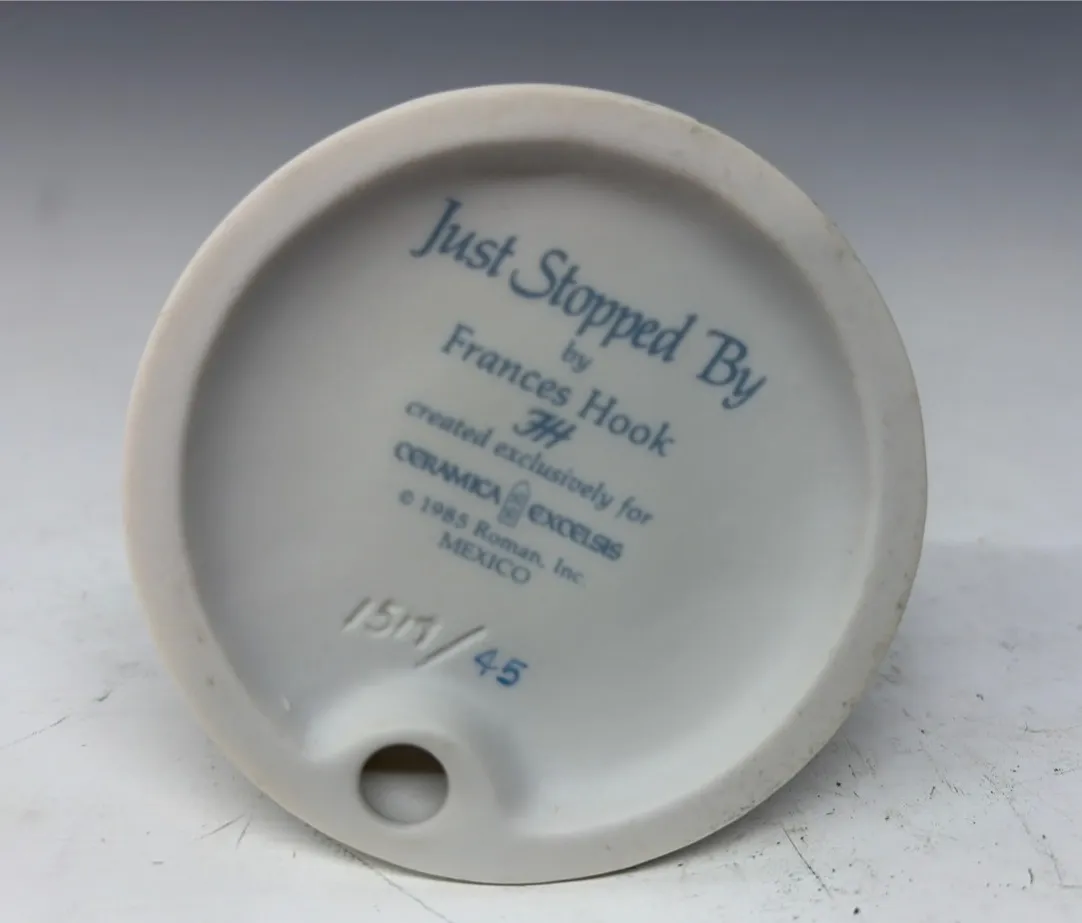 Just Stopped By
by
Frances Hook
FH
created exclusively for
CERAMICA EXCELSIS
© 1985 Roman, Inc.
MEXICO
/45